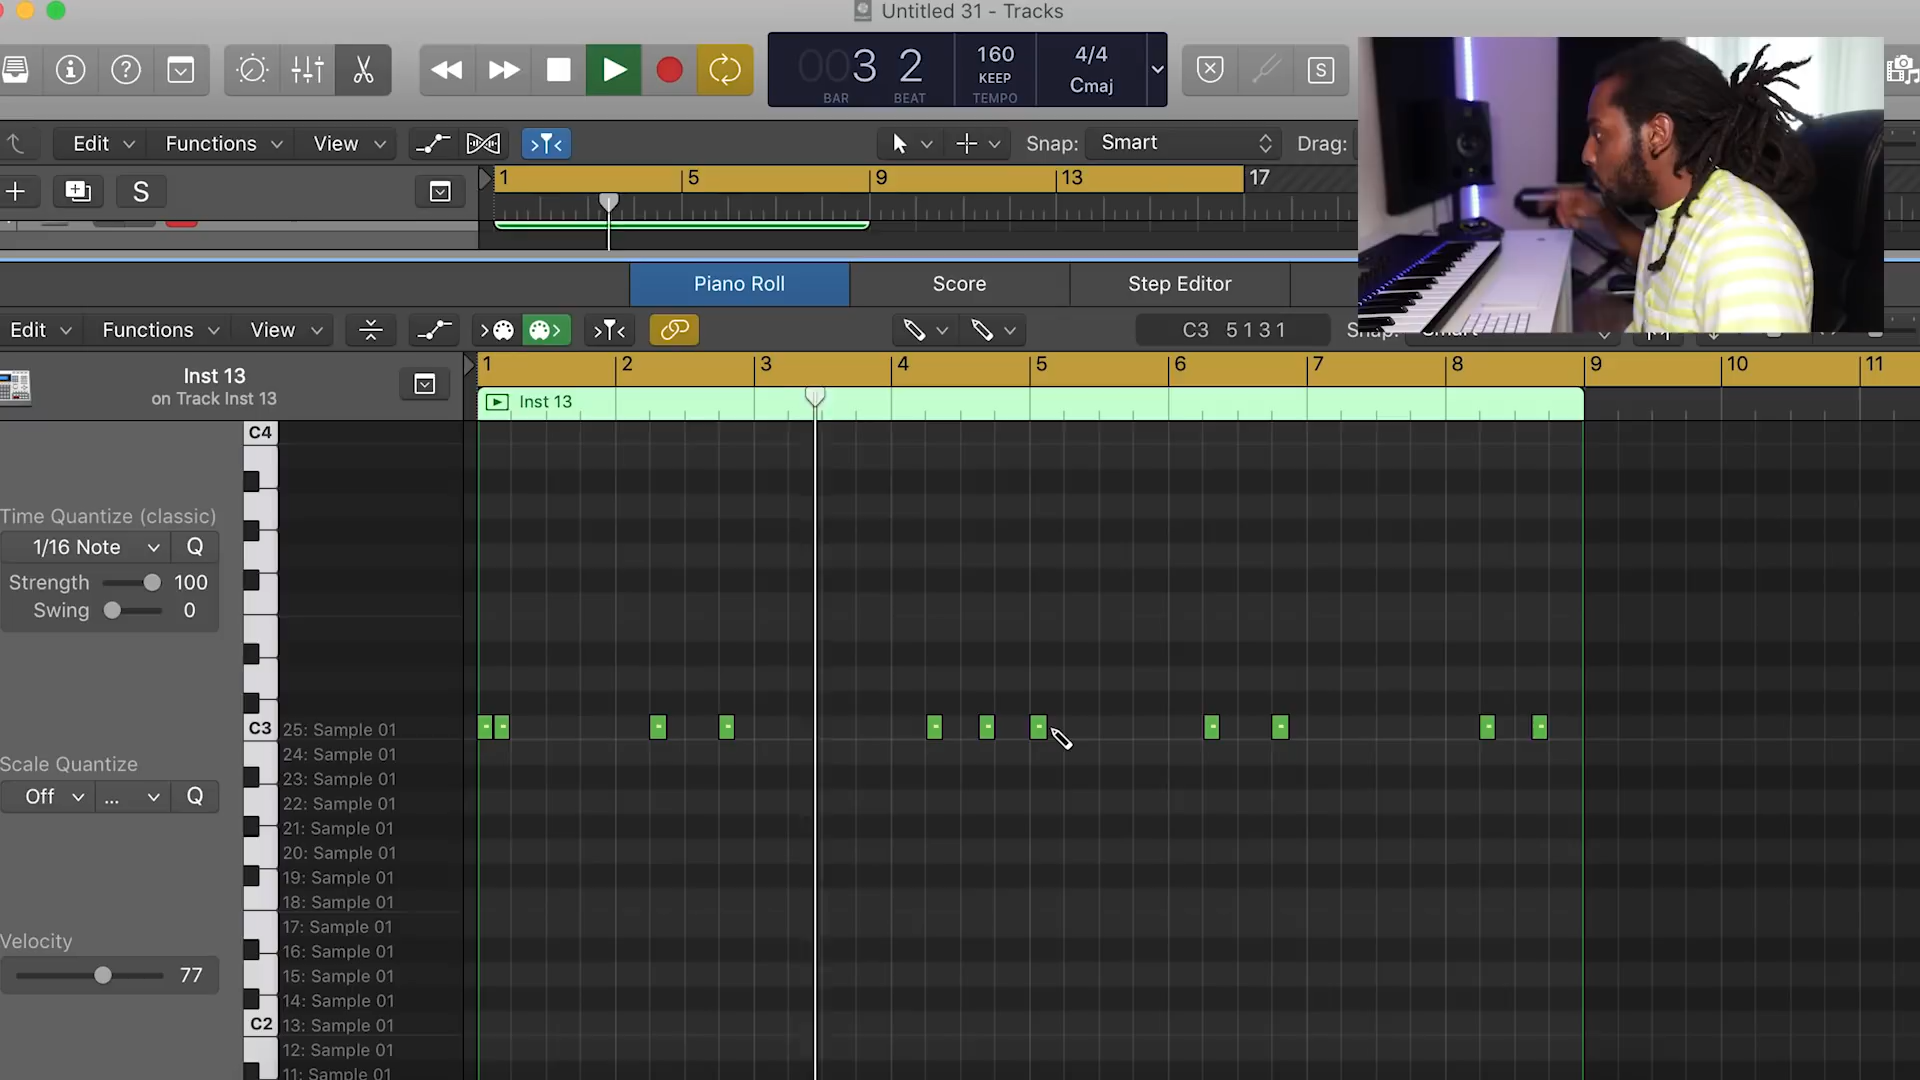 Untitled 31 - Tracks
003 2
BAR BEAT
160
KEEP
TEMPO
4/4
Cmaj
S
Edit Functions View
Snap: Smart Drag:
S
1 5 9 13 17
Piano Roll Score Step Editor
Edit Functions View
C3 5 1 3 1
1 2 3 4 5 6 7 8 9 10 11
Inst 13
on Track Inst 13
Inst 13
C4
Time Quantize (classic)
1/16 Note Q
Strength 100
Swing 0
C3 25: Sample 01
24: Sample 01
Scale Quantize
23: Sample 01
Off ... Q
22: Sample 01
21: Sample 01
20: Sample 01
19: Sample 01
18: Sample 01
17: Sample 01
Velocity
16: Sample 01
77
15: Sample 01
14: Sample 01
C2 13: Sample 01
12: Sample 01
11: Sample 01